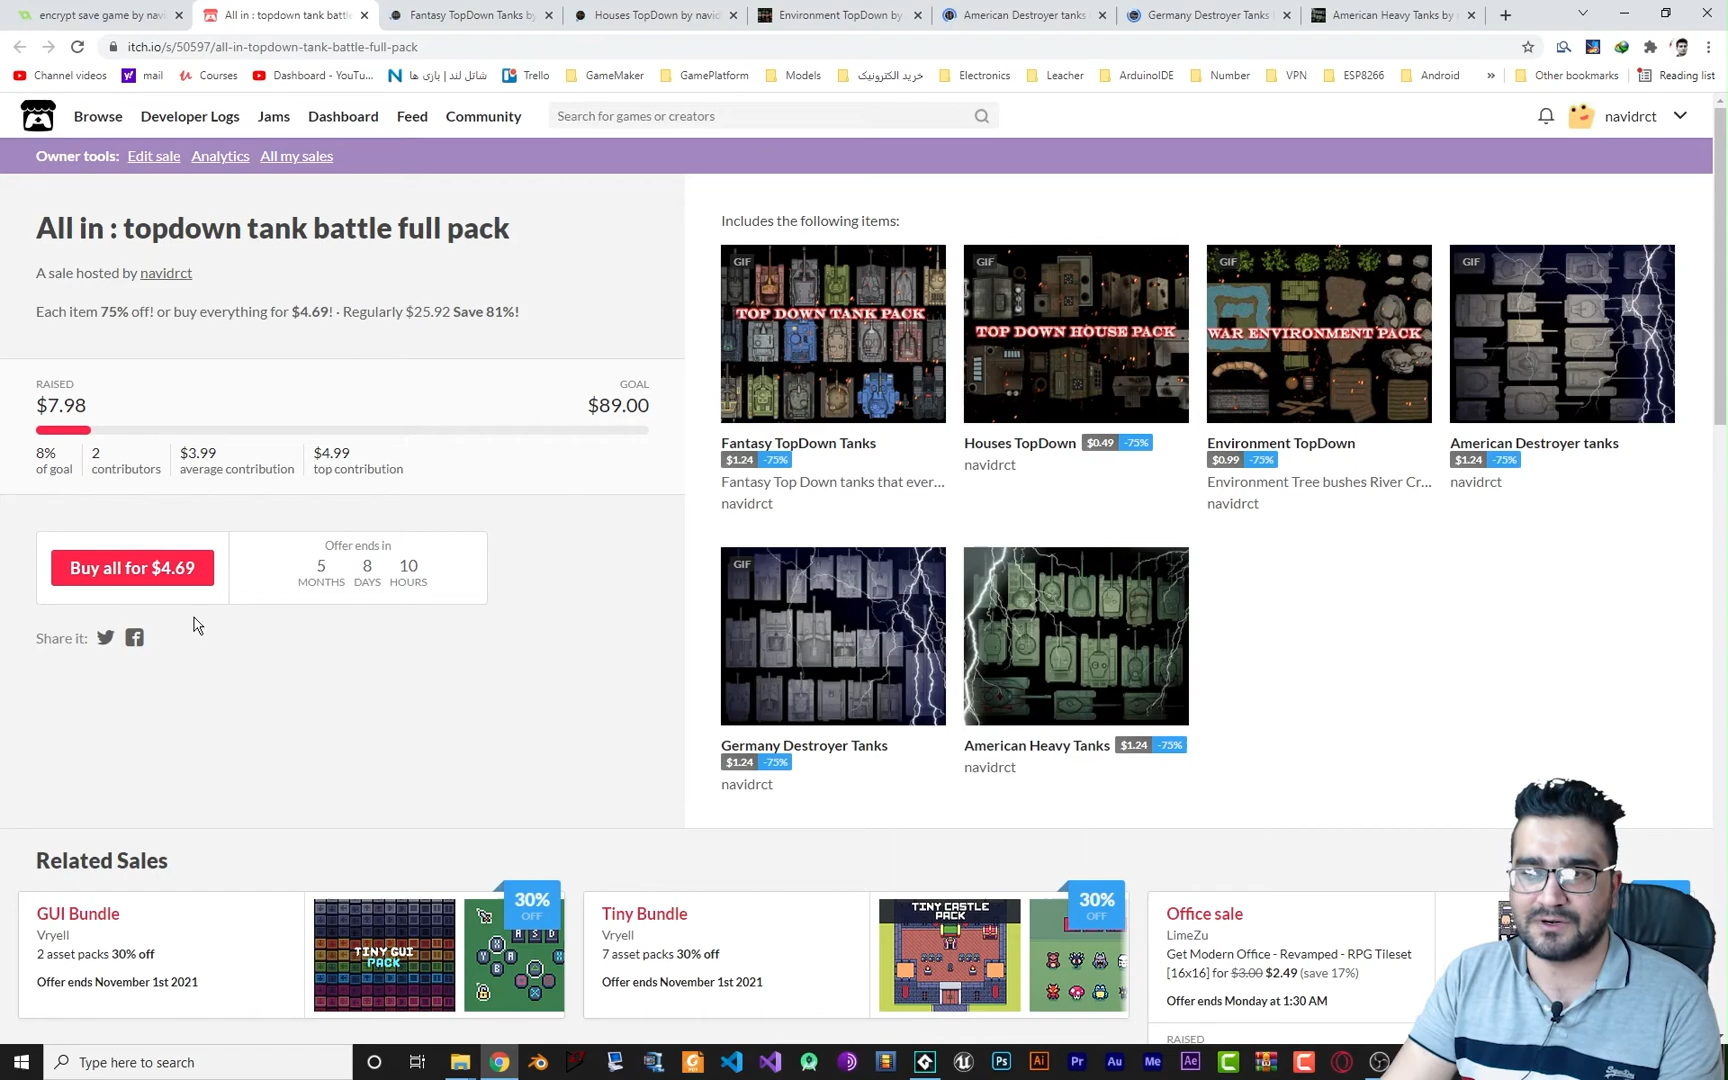 encrypt save game by navi
All in : topdown tank battle
Fantasy TopDown Tanks by
Houses TopDown by navid
Environment TopDown by
American Destroyer tanks
Germany Destroyer Tanks
American Heavy Tanks by
itch.io/s/50597/all-in-topdown-tank-battle-full-pack
Channel videos
mail
Courses
Dashboard - YouTu...
شاتل لند | بازی ها
Trello
GameMaker
GamePlatform
Models
خرید الکترونیک
Electronics
Leacher
ArduinoIDE
Number
VPN
ESP8266
Android
»
Other bookmarks
Reading list
Browse
Developer Logs
Jams
Dashboard
Feed
Community
Search for games or creators
navidrct
Owner tools: Edit sale Analytics All my sales
All in : topdown tank battle full pack
A sale hosted by navidrct
Each item 75% off! or buy everything for $4.69! · Regularly $25.92 Save 81%!
RAISED
GOAL
$7.98
$89.00
8%
of goal
2
contributors
$3.99
average contribution
$4.99
top contribution
Buy all for $4.69
Offer ends in
5 8 10
MONTHS DAYS HOURS
Share it:
Includes the following items:
GIF
TOP DOWN TANK PACK
Fantasy TopDown Tanks
$1.24 -75%
Fantasy Top Down tanks that ever...
navidrct
GIF
TOP DOWN HOUSE PACK
Houses TopDown $0.49 -75%
navidrct
GIF
WAR ENVIRONMENT PACK
Environment TopDown
$0.99 -75%
Environment Tree bushes River Cr...
navidrct
GIF
American Destroyer tanks
$1.24 -75%
navidrct
GIF
Germany Destroyer Tanks
$1.24 -75%
navidrct
American Heavy Tanks $1.24 -75%
navidrct
Related Sales
GUI Bundle
Vryell
2 asset packs 30% off
Offer ends November 1st 2021
TINY GUI
PACK
30%
OFF
Tiny Bundle
Vryell
7 asset packs 30% off
Offer ends November 1st 2021
TINY CASTLE
PACK
30%
OFF
Office sale
LimeZu
Get Modern Office - Revamped - RPG Tileset
[16x16] for $3.00 $2.49 (save 17%)
Offer ends Monday at 1:30 AM
RAISED
Type here to search
Ps
Ai
Pr
Au
Me
Ae